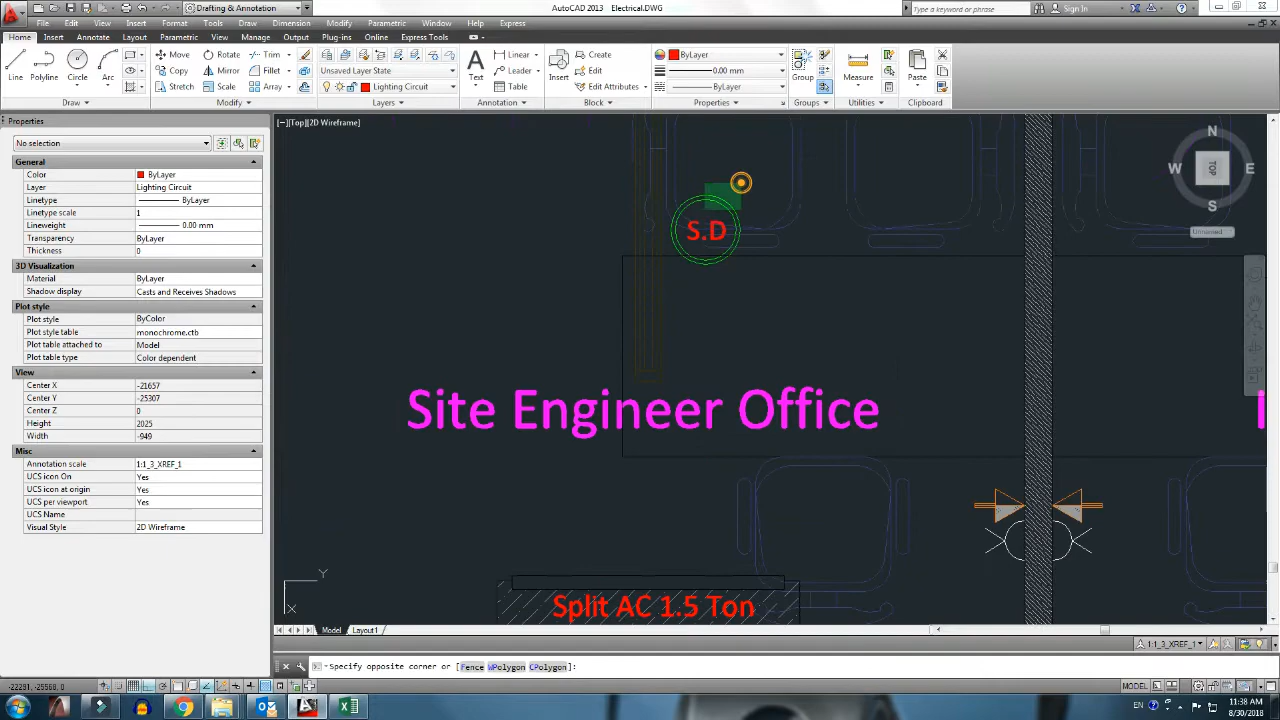 Drafting & Annotation
AutoCAD 2013 Electrical.DWG
Type a keyword or phrase
Sign In
File Edit View Insert Format Tools Draw Dimension Modify Parametric Window Help Express
Home Insert Annotate Layout Parametric View Manage Output Plug-ins Online Express Tools
Line Polyline Circle Arc
Move Rotate Trim
Copy Mirror Fillet
Stretch Scale Array
Unsaved Layer State
Lighting Circuit
Text
Linear
Leader
Table
Insert
Create
Edit
Edit Attributes
ByLayer
0.00 mm
ByLayer
Group
Measure
Paste
Draw Modify Layers Annotation Block Properties Groups Utilities Clipboard
Properties
No selection
General
Color ByLayer
Layer Lighting Circuit
Linetype ByLayer
Linetype scale 1
Lineweight 0.00 mm
Transparency ByLayer
Thickness 0
3D Visualization
Material ByLayer
Shadow display Casts and Receives Shadows
Plot style
Plot style ByColor
Plot style table monochrome.ctb
Plot table attached to Model
Plot table type Color dependent
View
Center X -21657
Center Y -25307
Center Z 0
Height 2025
Width -949
Misc
Annotation scale 1:1_3_XREF_1
UCS icon On Yes
UCS icon at origin Yes
UCS per viewport Yes
UCS Name
Visual Style 2D Wireframe
[−][Top][2D Wireframe]
N
W TOP E
S
Unnamed
S.D
Site Engineer Office
Split AC 1.5 Ton
Y
X
Model Layout1
1:1_3_XREF_1
Specify opposite corner or [Fence WPolygon CPolygon]:
-22291, -25568, 0
MODEL
EN
11:38 AM
8/30/2018